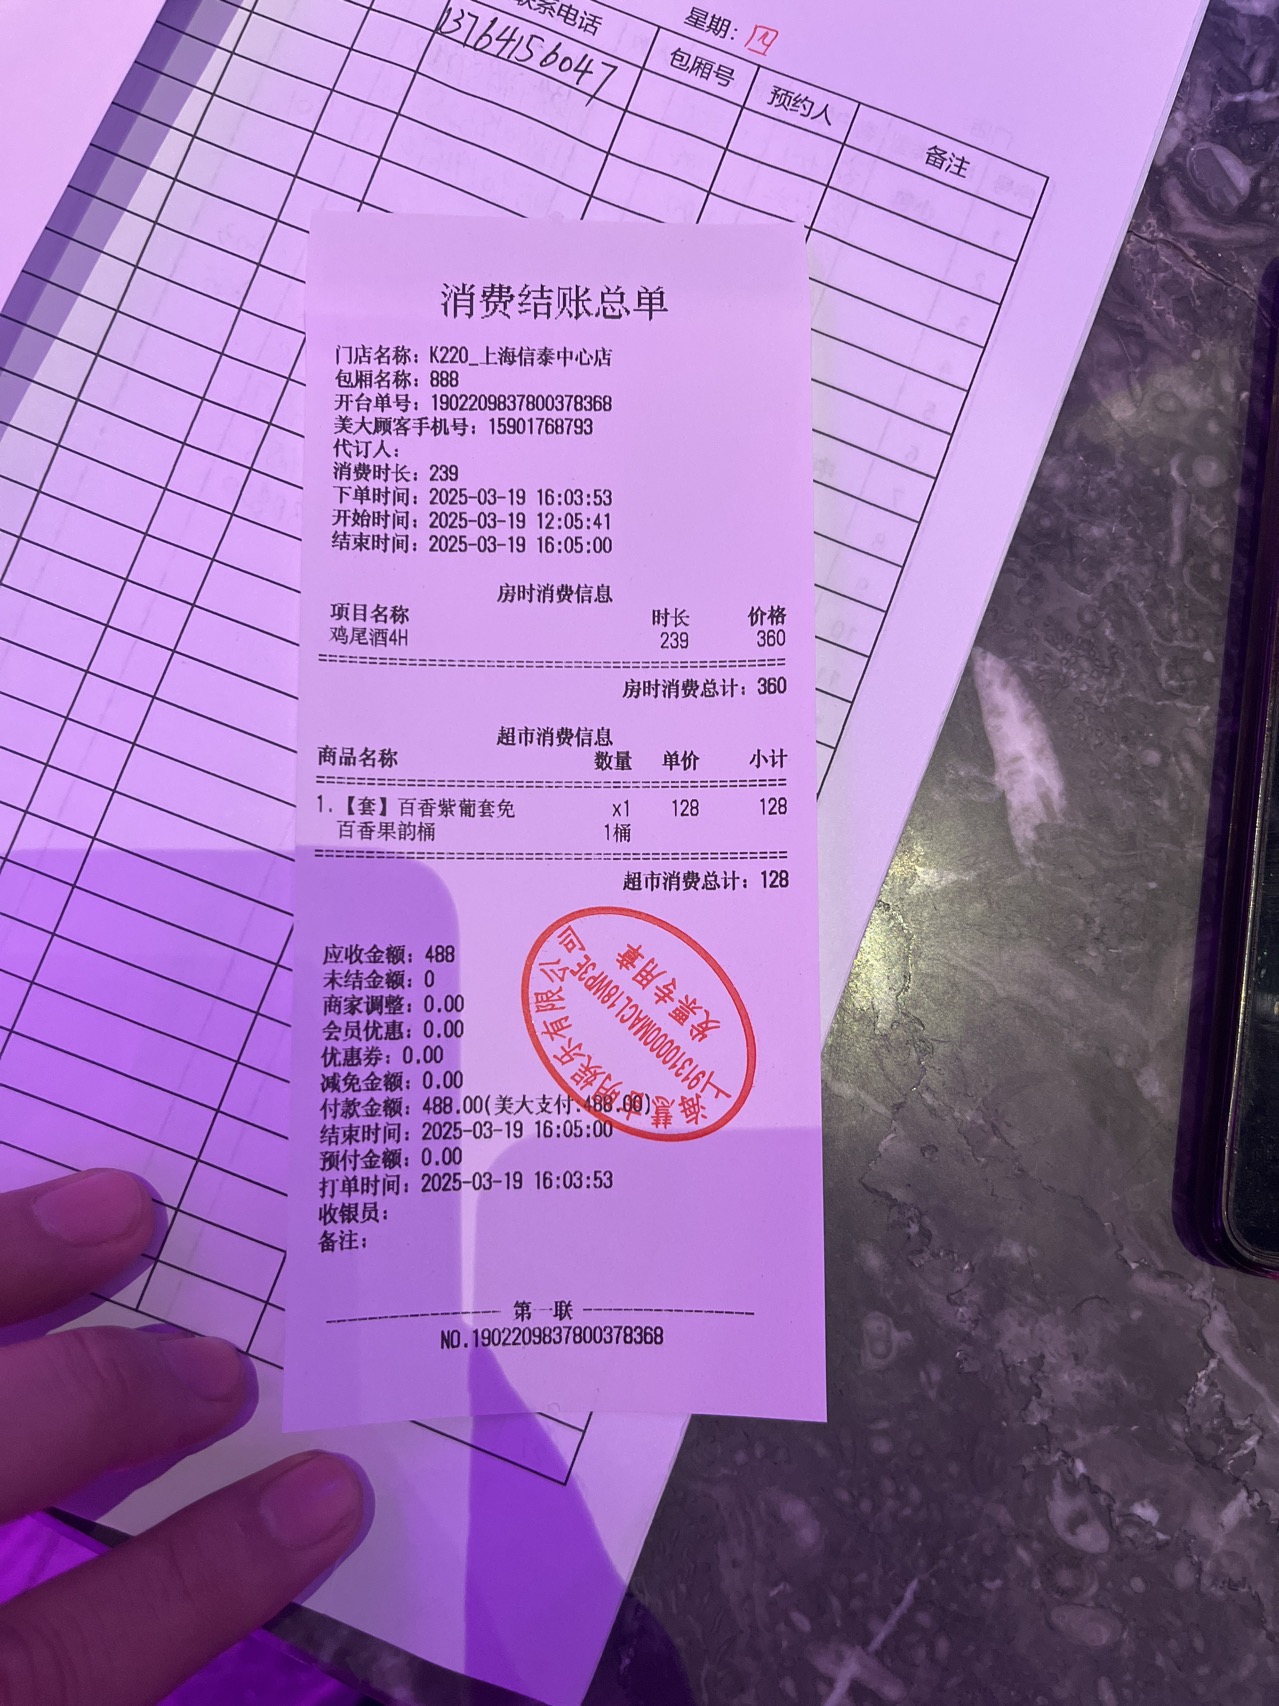 联系电话
星期：四
13764156047
包厢号
预约人
备注
消费结账总单
门店名称：K220_上海信泰中心店
包厢名称：888
开台单号：1902209837800378368
美大顾客手机号：15901768793
代订人：
消费时长：239
下单时间：2025-03-19 16:03:53
开始时间：2025-03-19 12:05:41
结束时间：2025-03-19 16:05:00
房时消费信息
项目名称 时长 价格
鸡尾酒4H 239 360
房时消费总计：360
超市消费信息
商品名称 数量 单价 小计
1.【套】百香紫葡套免 x1 128 128
百香果韵桶 1桶
超市消费总计：128
应收金额：488
未结金额：0
商家调整：0.00
会员优惠：0.00
优惠券：0.00
减免金额：0.00
付款金额：488.00(美大支付:488.00)
结束时间：2025-03-19 16:05:00
预付金额：0.00
打单时间：2025-03-19 16:03:53
收银员：
备注：
娱乐有限公司
91310000MACL18WP3E
发票专用章
第一联
NO.1902209837800378368